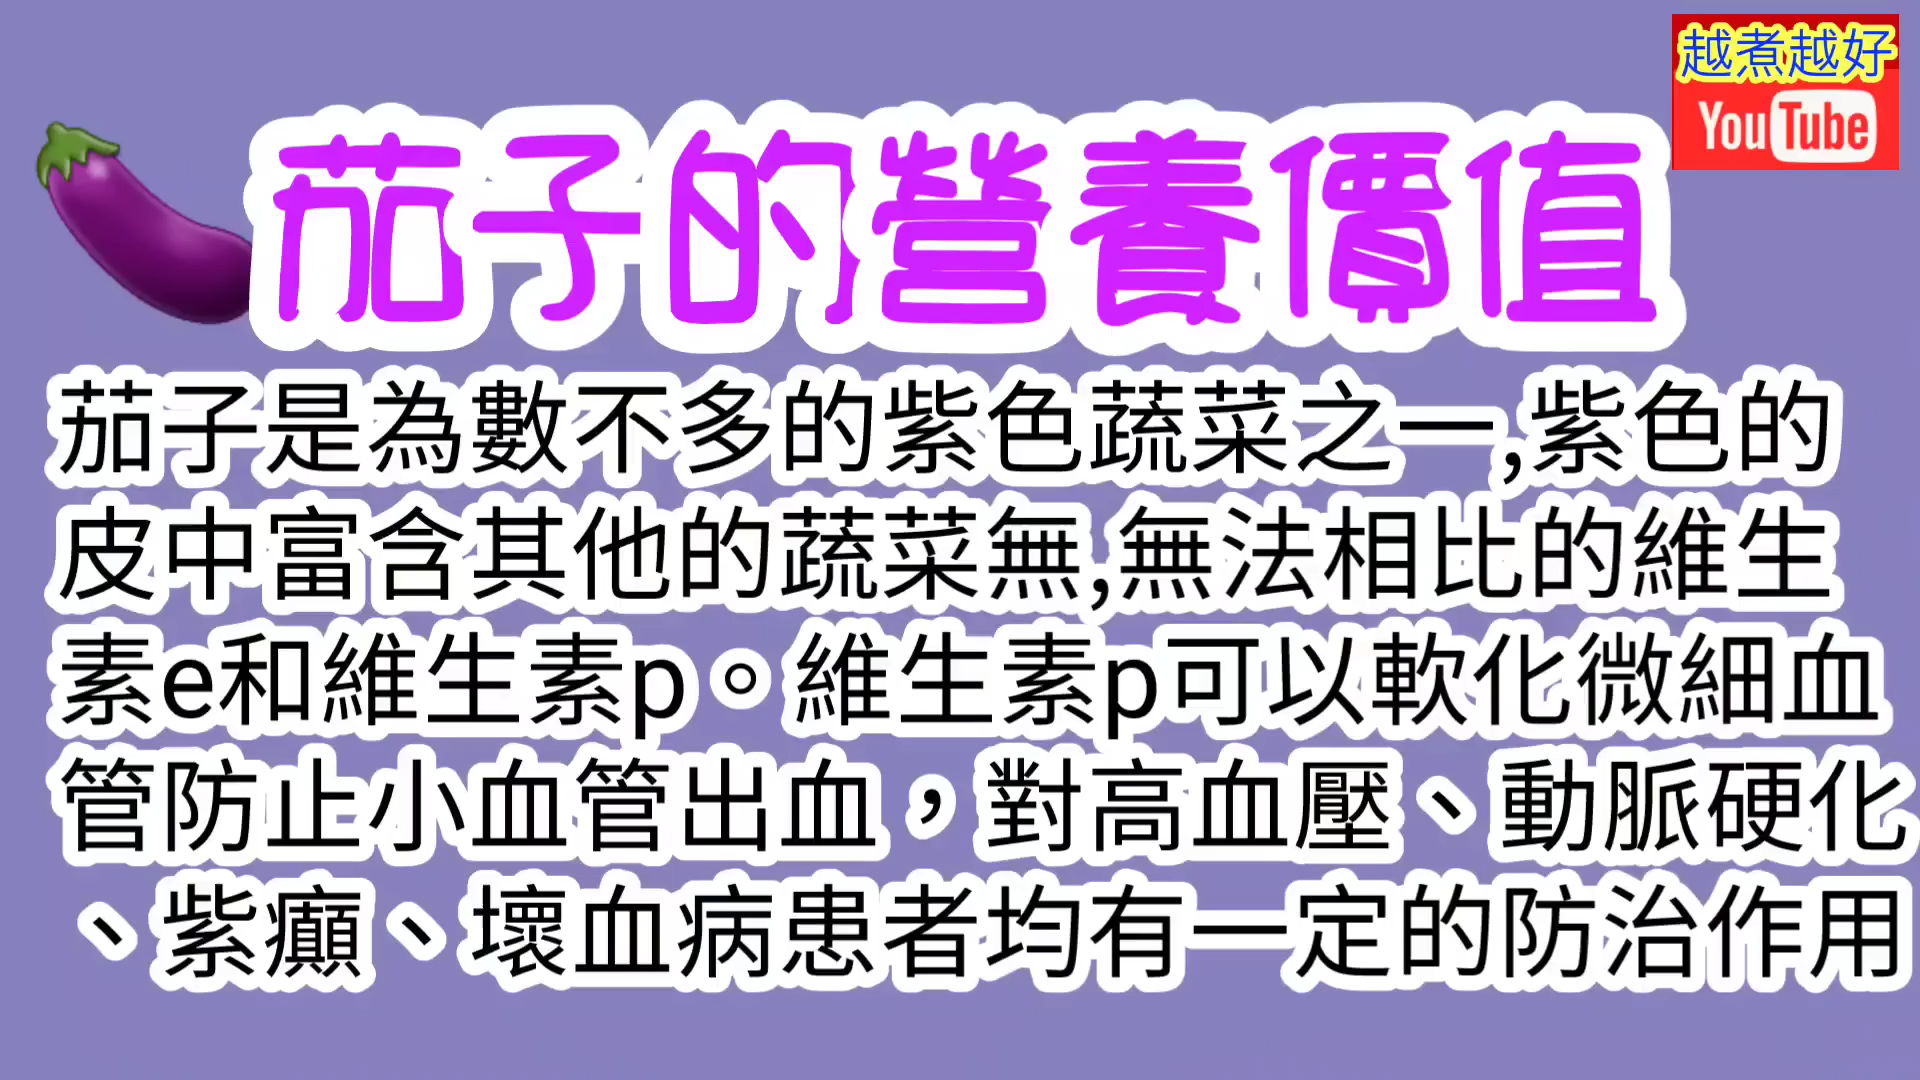 越煮越好
YouTube
茄子的營養價值
茄子是為數不多的紫色蔬菜之一,紫色的
皮中富含其他的蔬菜無,無法相比的維生
素e和維生素p。維生素p可以軟化微細血
管防止小血管出血，對高血壓、動脈硬化
、紫癲、壞血病患者均有一定的防治作用